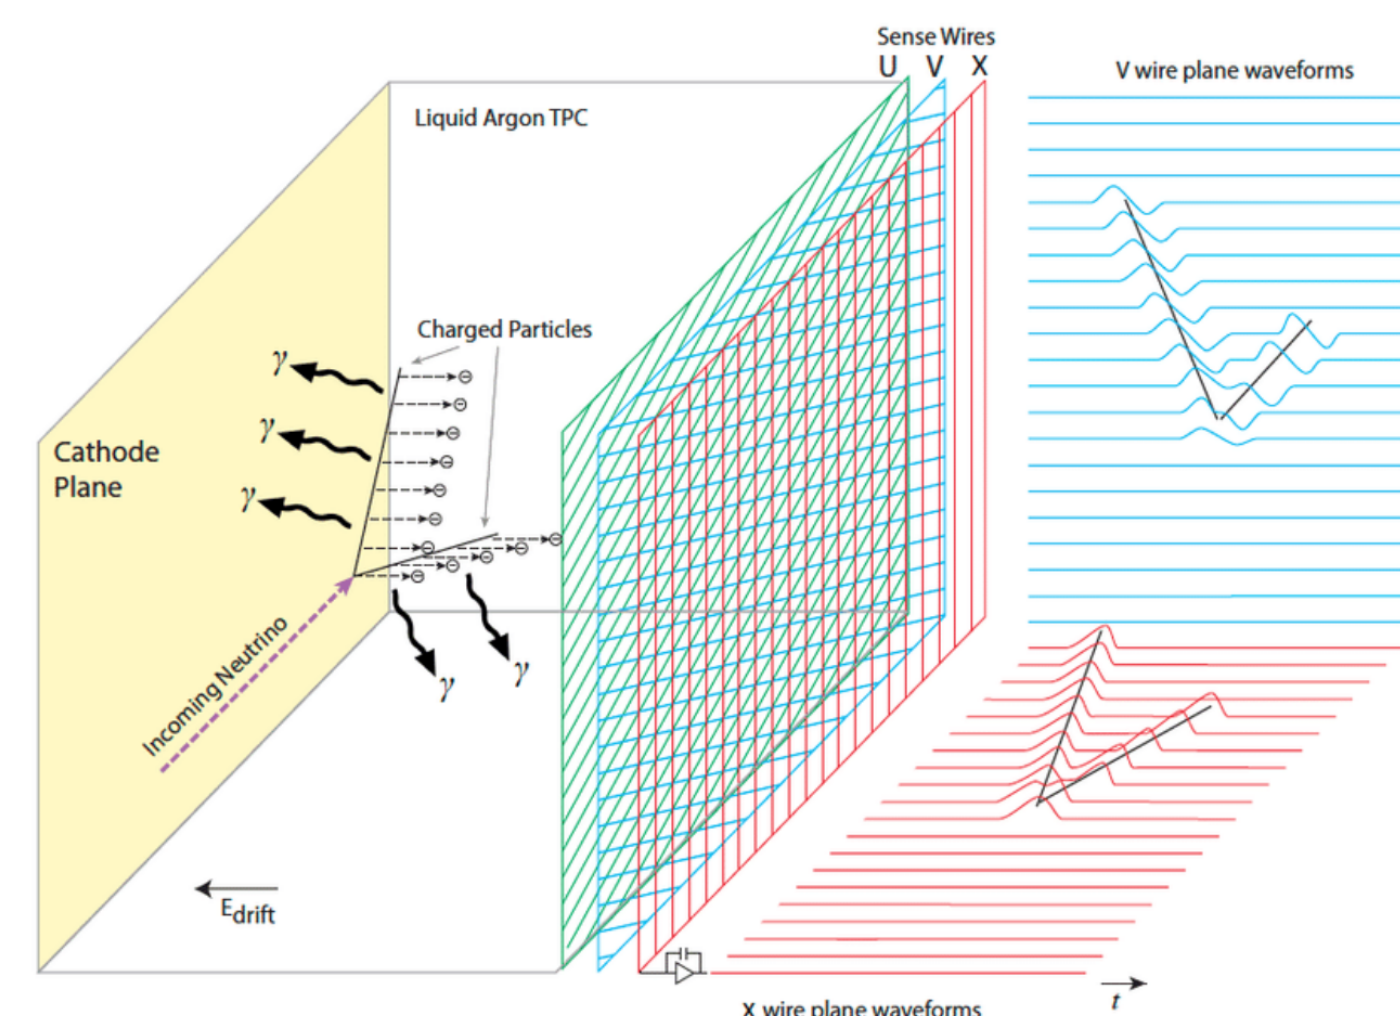 Sense Wires
U V X
V wire plane waveforms
Liquid Argon TPC
Charged Particles
γ
γ
Cathode
Plane
γ
Incoming Neutrino
γ
γ
Edrift
t
X wire plane waveforms